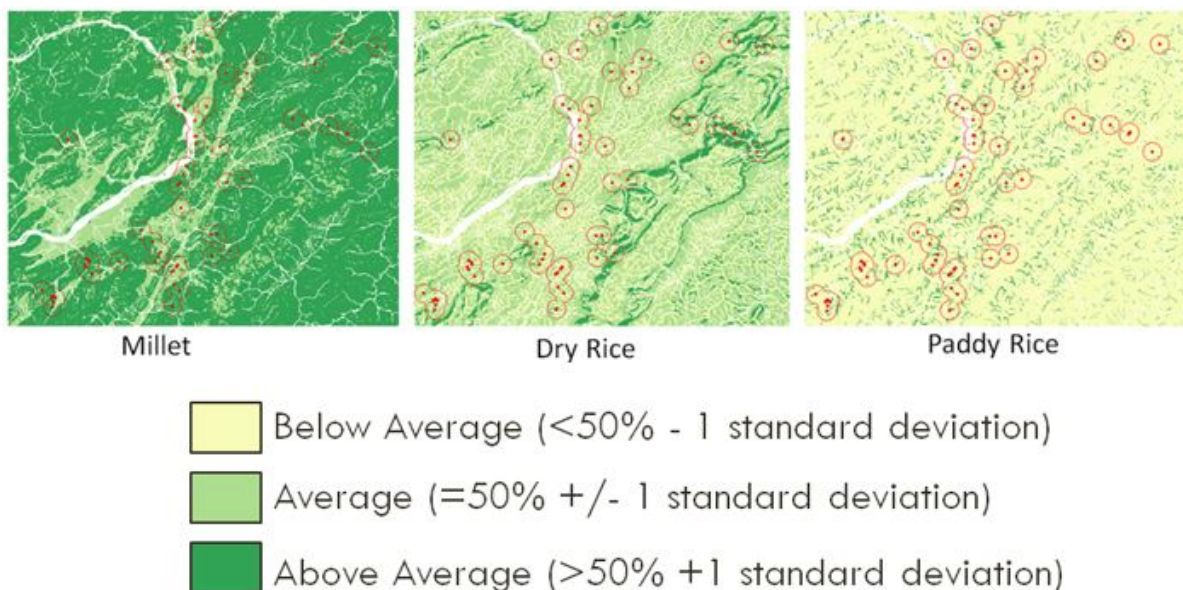 Millet
Dry Rice
Paddy Rice
Below Average (<50% - 1 standard deviation)
Average (=50% +/- 1 standard deviation)
Above Average (>50% +1 standard deviation)